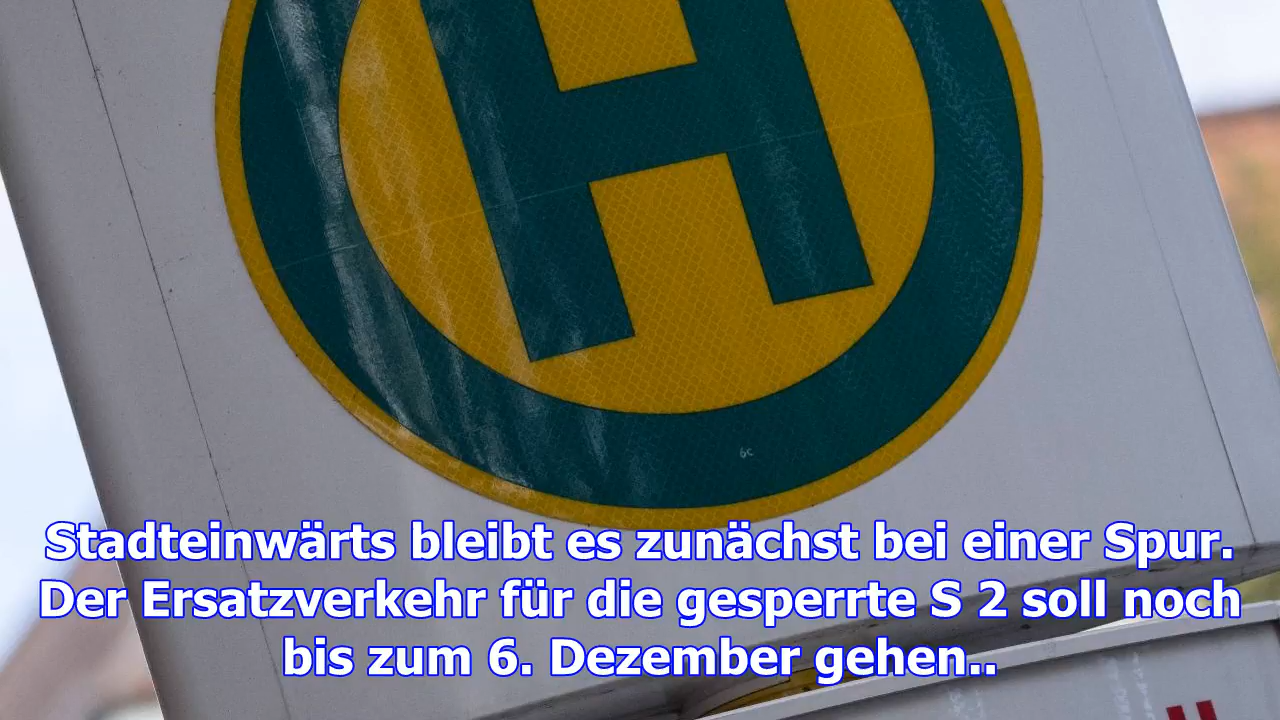 H
Stadteinwärts bleibt es zunächst bei einer Spur.
Der Ersatzverkehr für die gesperrte S 2 soll noch
bis zum 6. Dezember gehen..